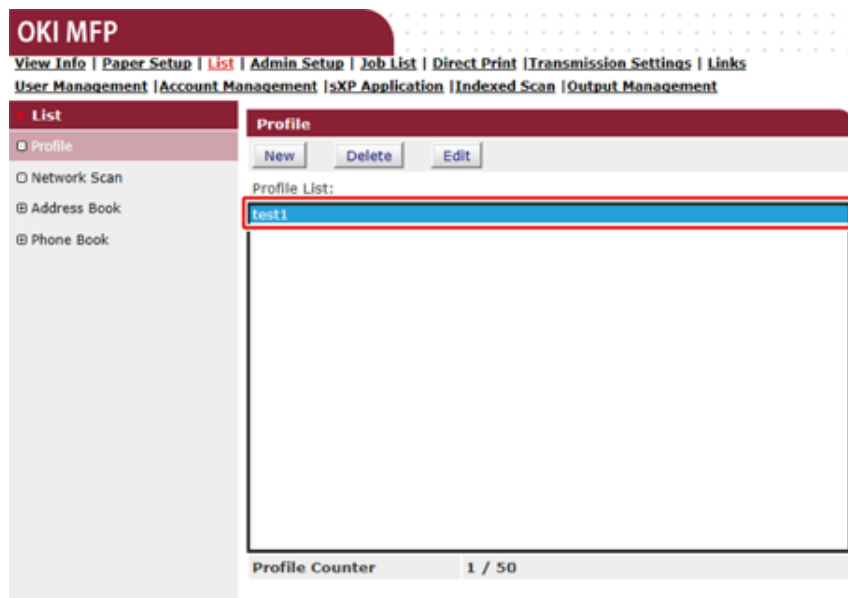 OKI MFP
View Info | Paper Setup | List | Admin Setup | Job List | Direct Print |Transmission Settings | Links
User Management |Account Management |sXP Application |Indexed Scan |Output Management
List
Profile
Network Scan
Address Book
Phone Book
Profile
New Delete Edit
Profile List:
test1
Profile Counter 1 / 50